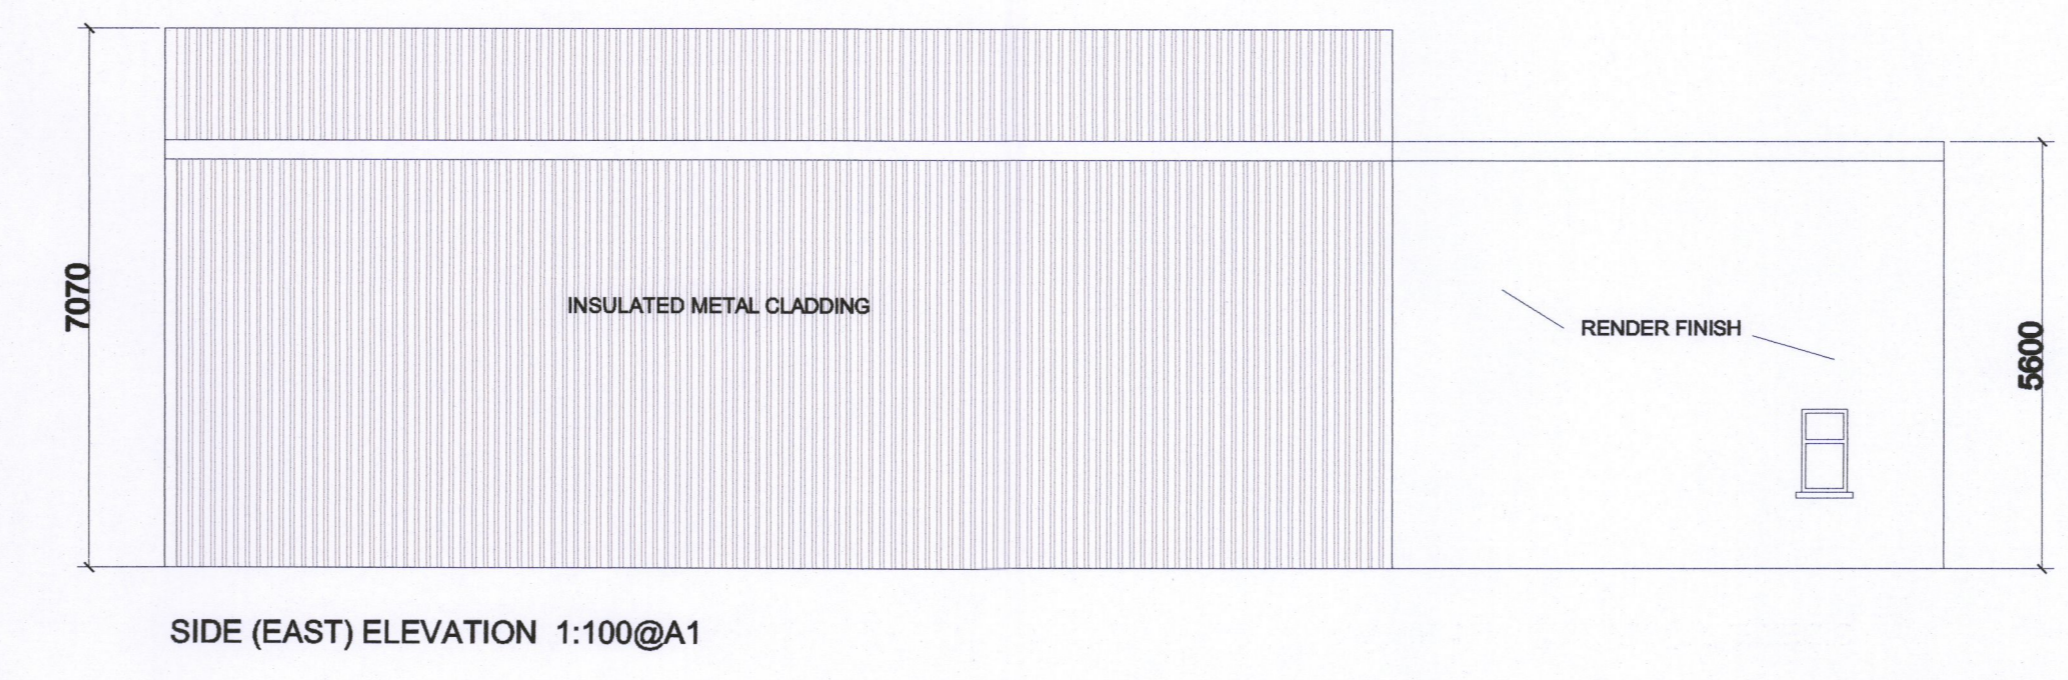 7070
INSULATED METAL CLADDING
RENDER FINISH
5600
SIDE (EAST) ELEVATION 1:100@A1